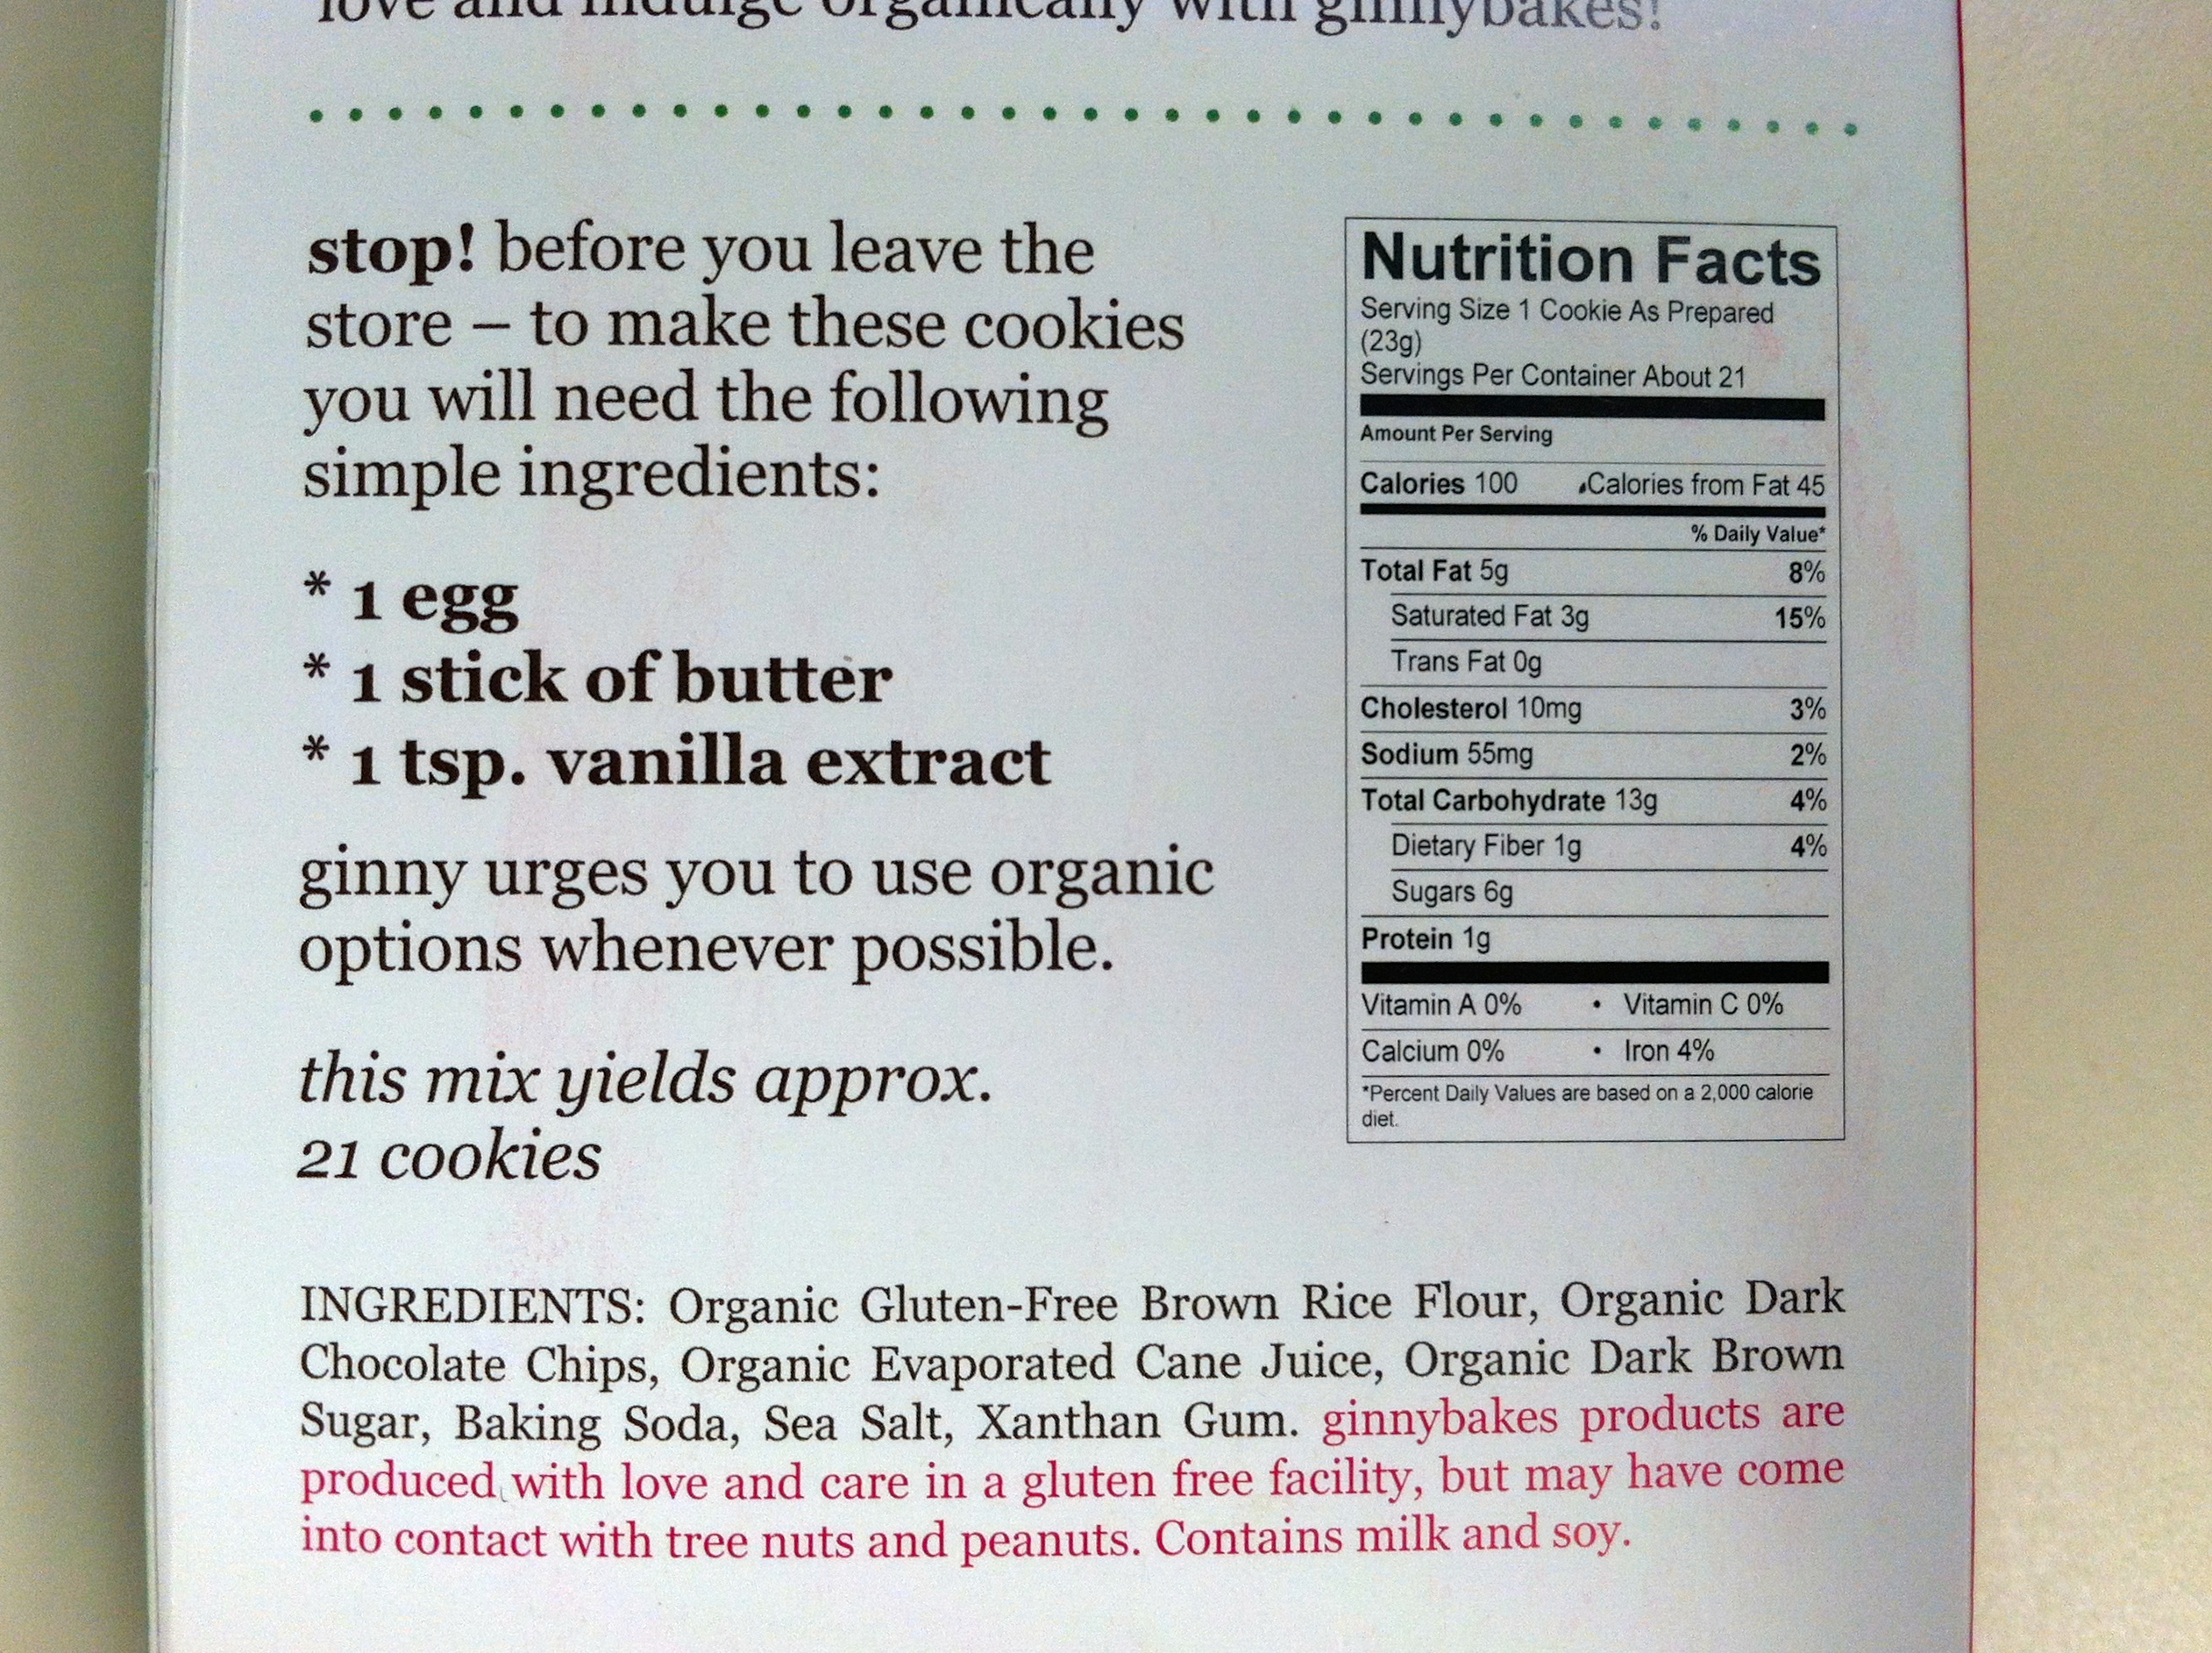 love and indulge organically with ginnybakes!
stop! before you leave the
store – to make these cookies
you will need the following
simple ingredients:
* 1 egg
* 1 stick of butter
* 1 tsp. vanilla extract
ginny urges you to use organic
options whenever possible.
this mix yields approx.
21 cookies
Nutrition Facts
Serving Size 1 Cookie As Prepared
(23g)
Servings Per Container About 21
Amount Per Serving
Calories 100 Calories from Fat 45
% Daily Value*
Total Fat 5g 8%
Saturated Fat 3g 15%
Trans Fat 0g
Cholesterol 10mg 3%
Sodium 55mg 2%
Total Carbohydrate 13g 4%
Dietary Fiber 1g 4%
Sugars 6g
Protein 1g
Vitamin A 0% • Vitamin C 0%
Calcium 0% • Iron 4%
*Percent Daily Values are based on a 2,000 calorie
diet.
INGREDIENTS: Organic Gluten-Free Brown Rice Flour, Organic Dark
Chocolate Chips, Organic Evaporated Cane Juice, Organic Dark Brown
Sugar, Baking Soda, Sea Salt, Xanthan Gum. ginnybakes products are
produced with love and care in a gluten free facility, but may have come
into contact with tree nuts and peanuts. Contains milk and soy.